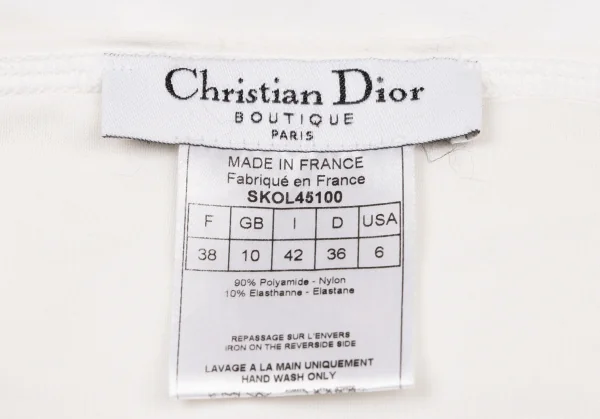 Christian Dior
BOUTIQUE
PARIS
MADE IN FRANCE
Fabriqué en France
SKOL45100
F GB I D USA
38 10 42 36 6
90% Polyamide - Nylon
10% Elasthanne - Elastane
REPASSAGE SUR L'ENVERS
IRON ON THE REVERSIDE SIDE
LAVAGE A LA MAIN UNIQUEMENT
HAND WASH ONLY